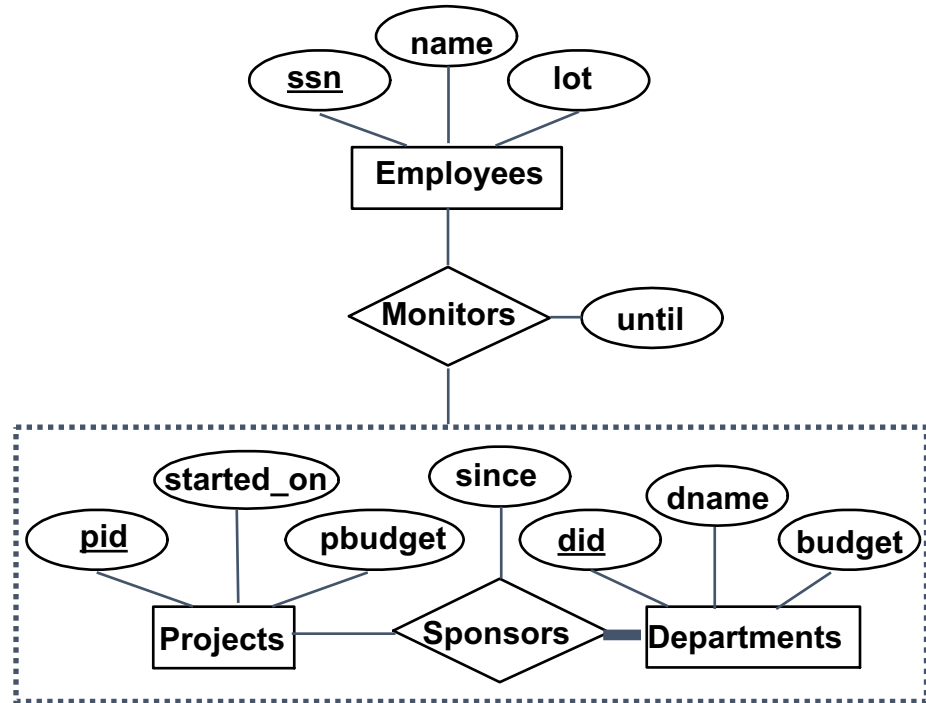 name
ssn
lot
Employees
Monitors
until
started_on
since
dname
pid
pbudget
did
budget
Projects
Sponsors
Departments